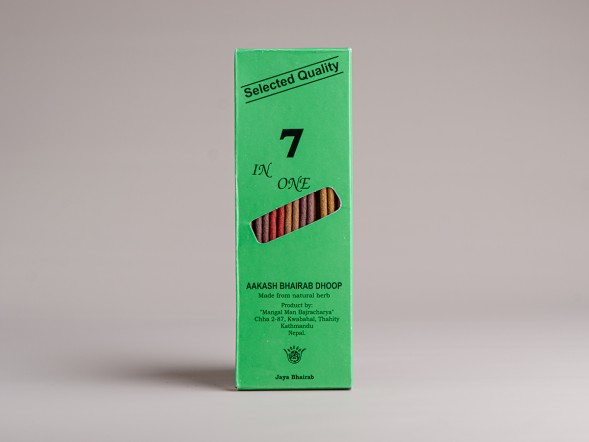 Selected Quality
7
IN
ONE
AAKASH BHAIRAB DHOOP
Made from natural herb
Product by:
"Mangal Man Bajracharya"
Chha 2-87, Kwabahal, Thahity
Kathmandu
Nepal.
Jaya Bhairab